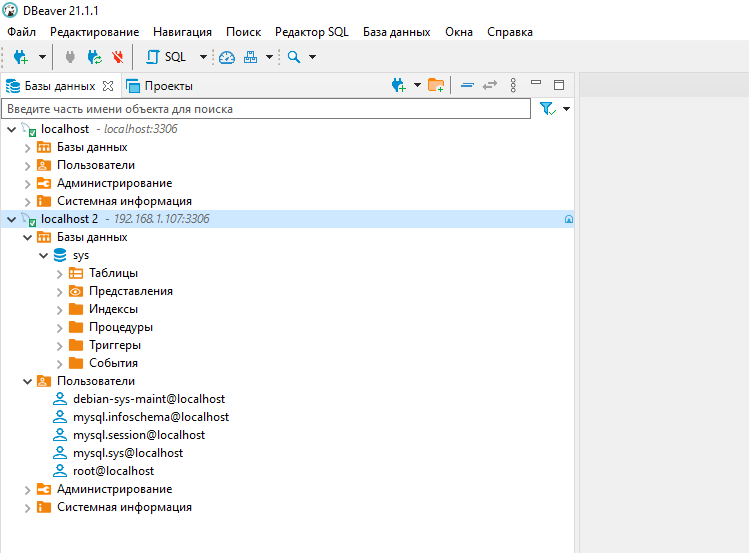 DBeaver 21.1.1
Файл Редактирование Навигация Поиск Редактор SQL База данных Окна Справка
SQL
Базы данных Проекты
Введите часть имени объекта для поиска
localhost - localhost:3306
Базы данных
Пользователи
Администрирование
Системная информация
localhost 2 - 192.168.1.107:3306
Базы данных
sys
Таблицы
Представления
Индексы
Процедуры
Триггеры
События
Пользователи
debian-sys-maint@localhost
mysql.infoschema@localhost
mysql.session@localhost
mysql.sys@localhost
root@localhost
Администрирование
Системная информация